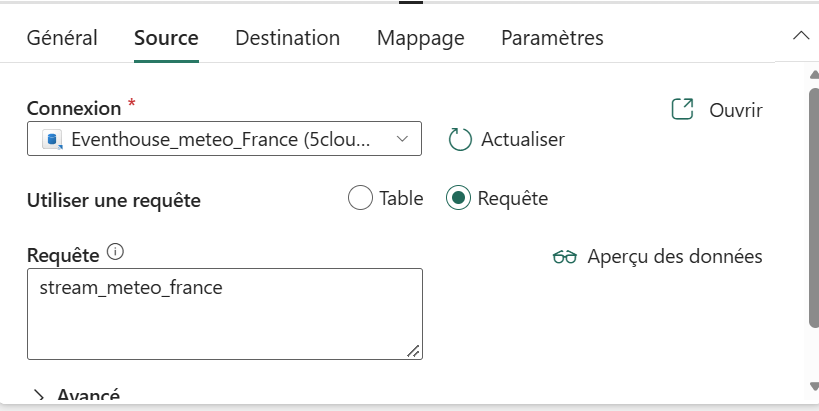 Général Source Destination Mappage Paramètres
Connexion * Ouvrir
Eventhouse_meteo_France (5clou... Actualiser
Utiliser une requête Table Requête
Requête Aperçu des données
stream_meteo_france
Avancé